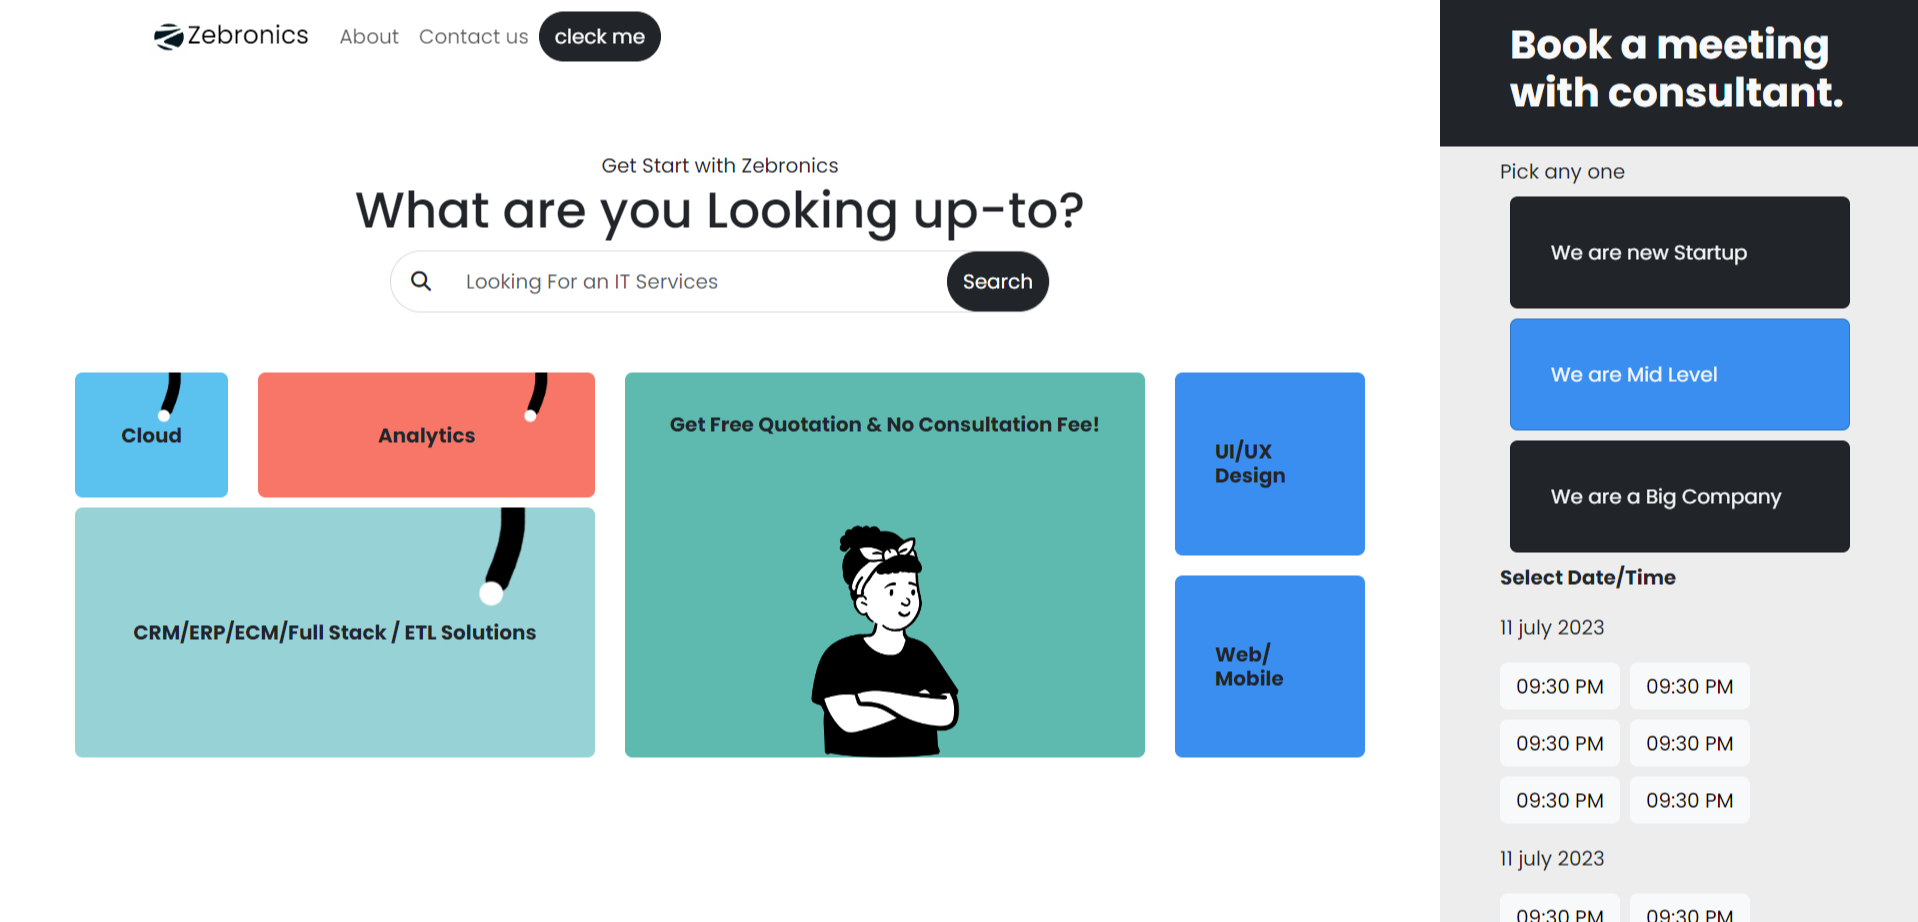 Zebronics
About
Contact us
cleck me
Get Start with Zebronics
What are you Looking up-to?
Looking For an IT Services
Search
Cloud
Analytics
CRM/ERP/ECM/Full Stack / ETL Solutions
Get Free Quotation & No Consultation Fee!
UI/UX
Design
Web/
Mobile
Book a meeting
with consultant.
Pick any one
We are new Startup
We are Mid Level
We are a Big Company
Select Date/Time
11 july 2023
09:30 PM
09:30 PM
09:30 PM
09:30 PM
09:30 PM
09:30 PM
11 july 2023
09:30 PM
09:30 PM